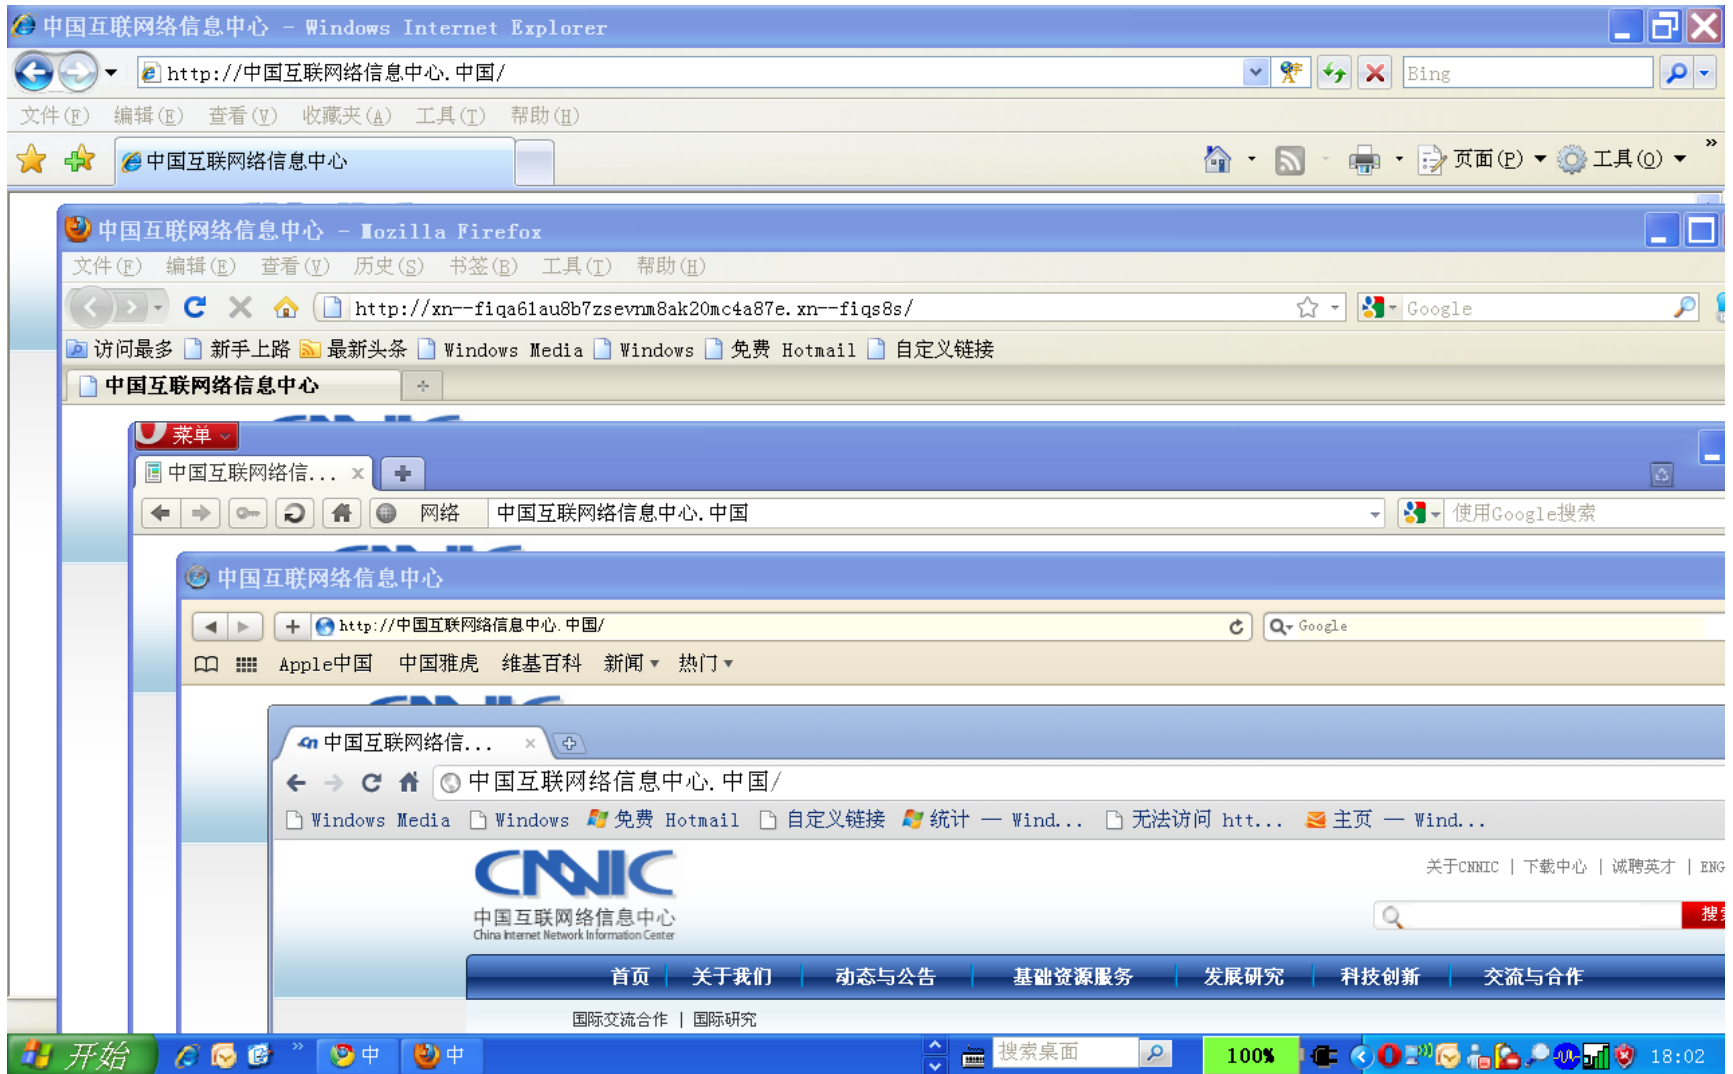 中国互联网络信息中心 - Windows Internet Explorer
http://中国互联网络信息中心.中国/ Bing
文件(F) 编辑(E) 查看(V) 收藏夹(A) 工具(T) 帮助(H)
中国互联网络信息中心 页面(P) 工具(O) »
中国互联网络信息中心 - Mozilla Firefox
文件(F) 编辑(E) 查看(V) 历史(S) 书签(B) 工具(T) 帮助(H)
http://xn--fiqa61au8b7zsevnm8ak20mc4a87e.xn--fiqs8s/ Google
访问最多 新手上路 最新头条 Windows Media Windows 免费 Hotmail 自定义链接
中国互联网络信息中心
菜单
中国互联网络信...
网络 中国互联网络信息中心.中国 使用Google搜索
中国互联网络信息中心
http://中国互联网络信息中心.中国/ Google
Apple中国 中国雅虎 维基百科 新闻 热门
中国互联网络信...
中国互联网络信息中心.中国/
Windows Media Windows 免费 Hotmail 自定义链接 统计 — Wind... 无法访问 htt... 主页 — Wind...
CNNIC
关于CNNIC | 下载中心 | 诚聘英才 | ENG
中国互联网络信息中心
China Internet Network Information Center
搜
首页 关于我们 动态与公告 基础资源服务 发展研究 科技创新 交流与合作
国际交流合作 | 国际研究
开始 » 中 中 搜索桌面 100% 18:02